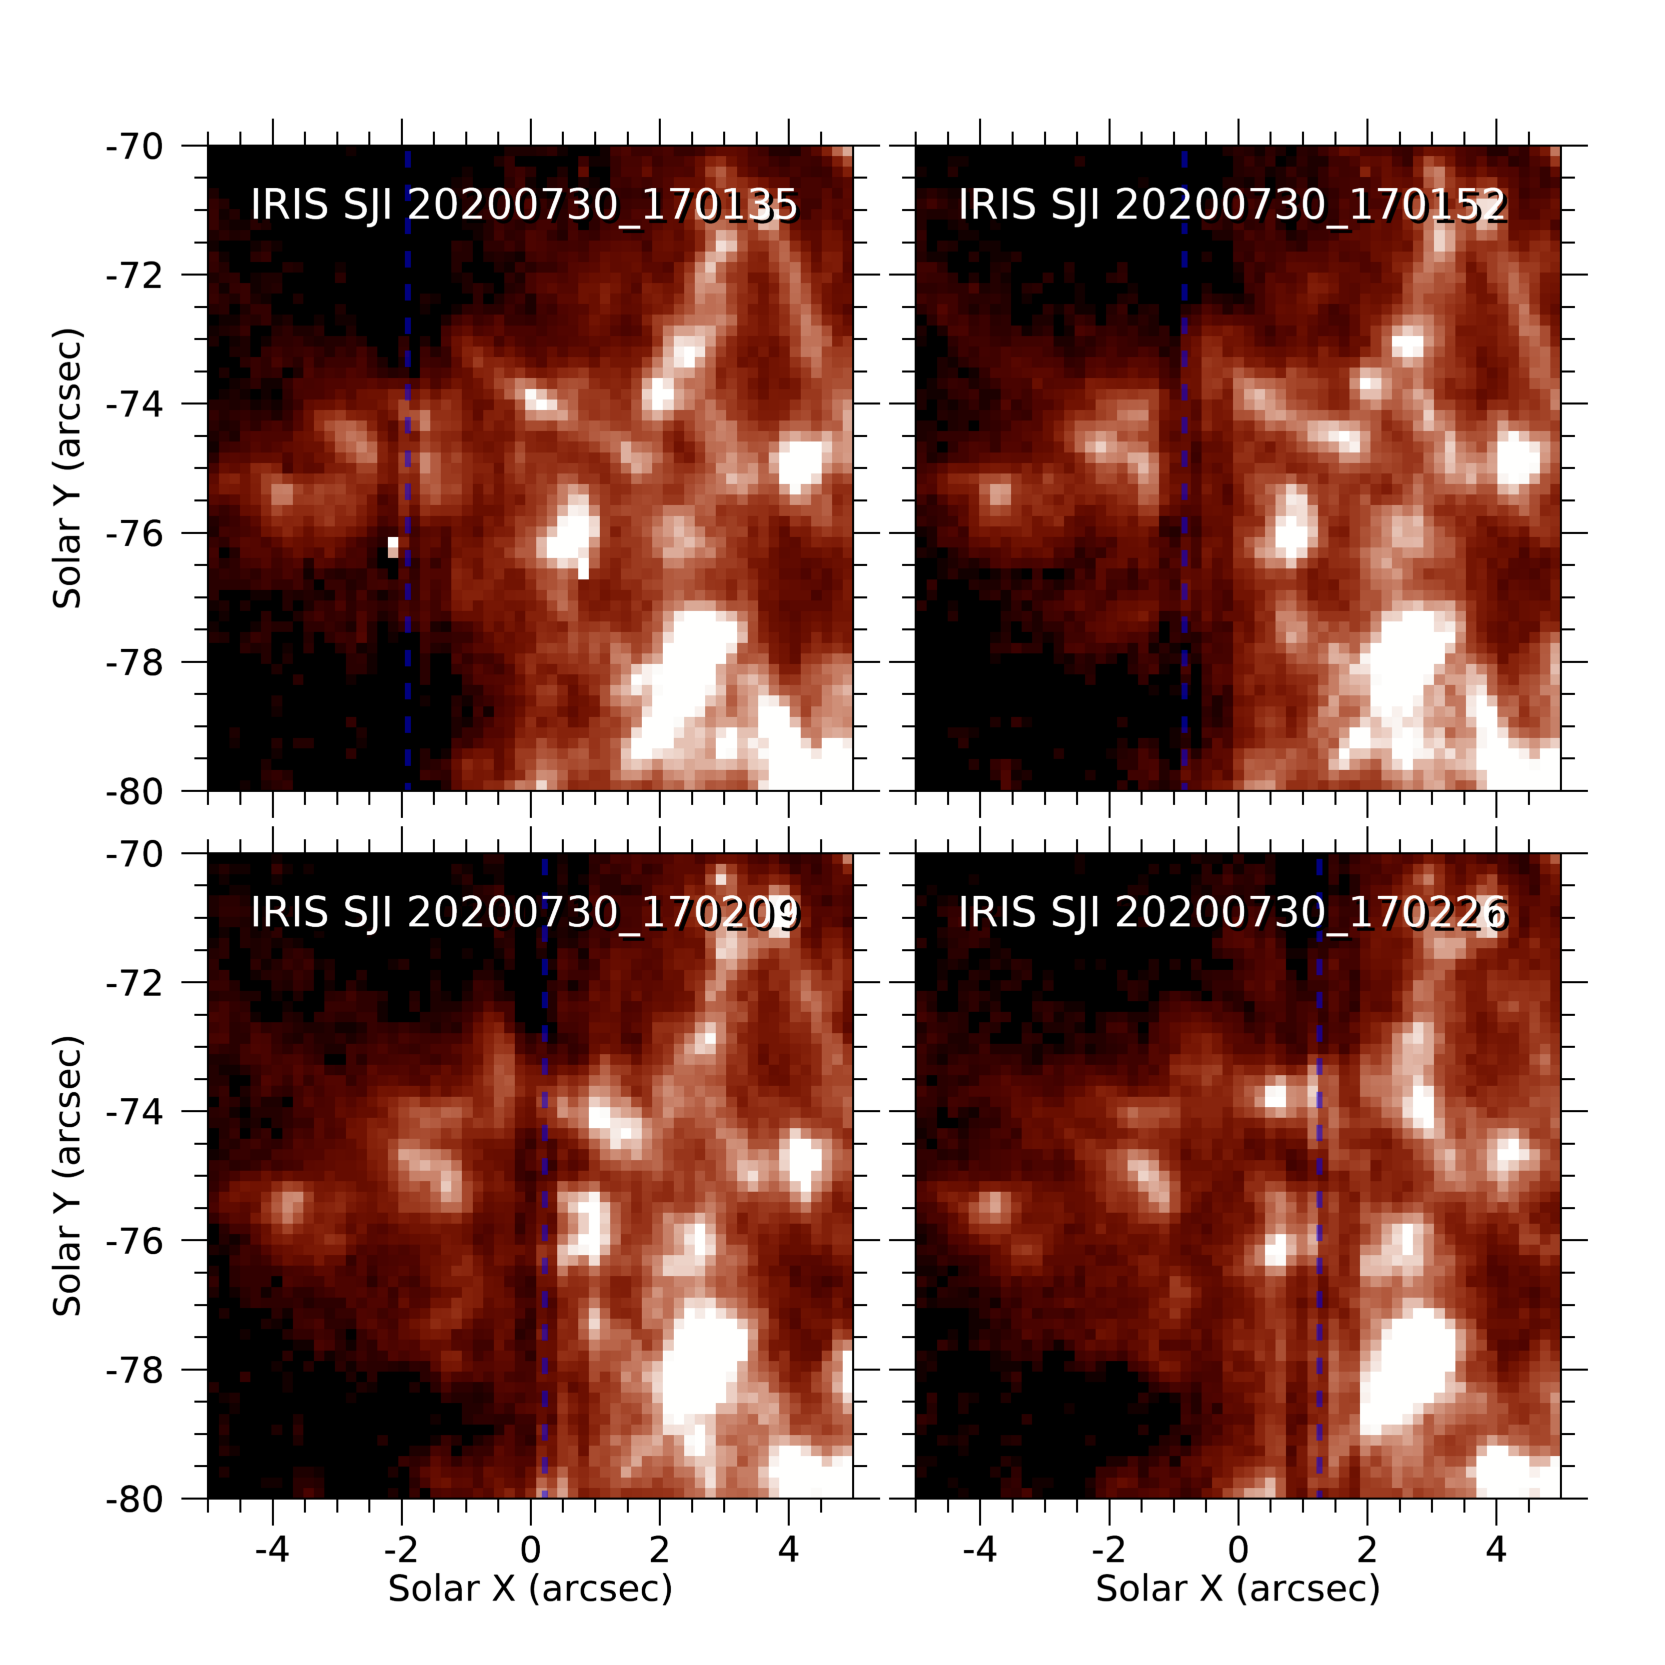 -70
-72
-74
-76
-78
-80
Solar Y (arcsec)
IRIS SJI 20200730_170135
IRIS SJI 20200730_170152
-70
-72
-74
-76
-78
-80
Solar Y (arcsec)
IRIS SJI 20200730_170209
IRIS SJI 20200730_170226
-4 -2 0 2 4
-4 -2 0 2 4
Solar X (arcsec)
Solar X (arcsec)